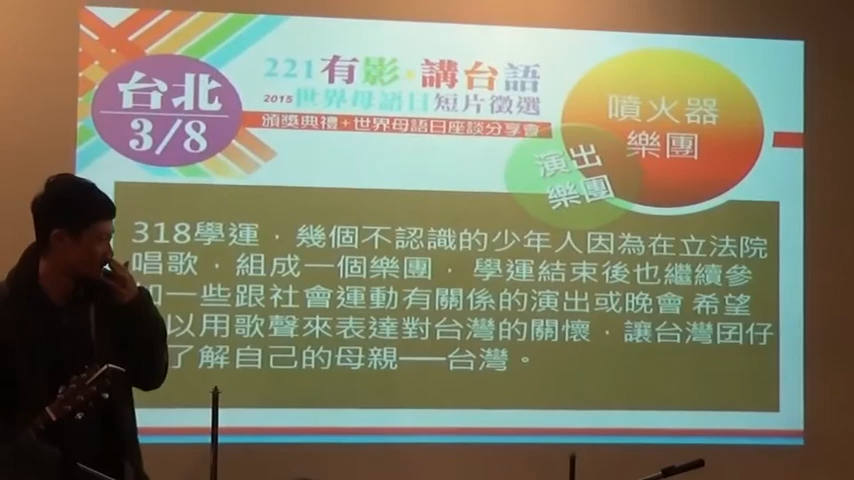 台北
3/8
221有影·講台語
2015世界母語日短片徵選
頒獎典禮+世界母語日座談分享會
噴火器
樂團
演出
樂團
318學運，幾個不認識的少年人因為在立法院
唱歌，組成一個樂團，學運結束後也繼續參
一些跟社會運動有關係的演出或晚會 希望
以用歌聲來表達對台灣的關懷，讓台灣囝仔
了解自己的母親——台灣。